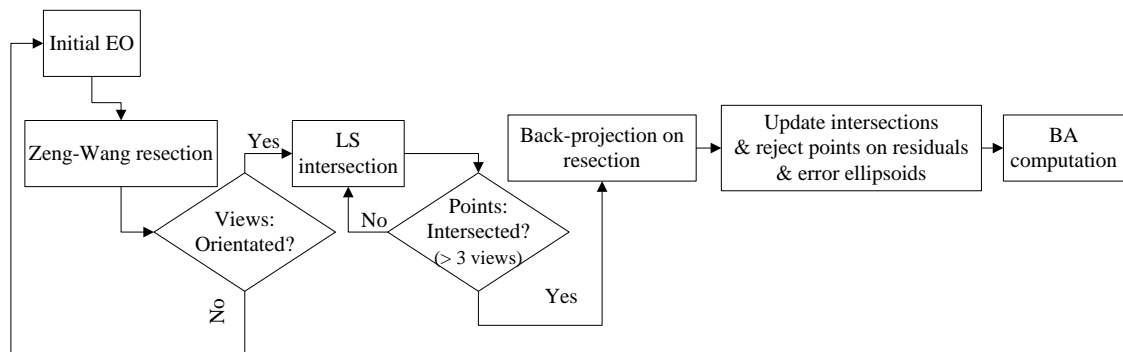 Initial EO
Zeng-Wang resection
Yes
Views:
Orientated?
No
LS
intersection
No
Points:
Intersected?
(> 3 views)
Yes
Back-projection on
resection
Update intersections
& reject points on residuals
& error ellipsoids
BA
computation